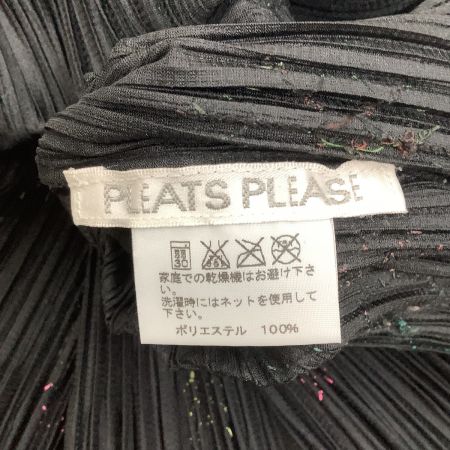 PLEATS PLEASE
30
家庭での乾燥機はお避け下さ
い。
洗濯時にはネットを使用して
下さい。
ポリエステル 100%